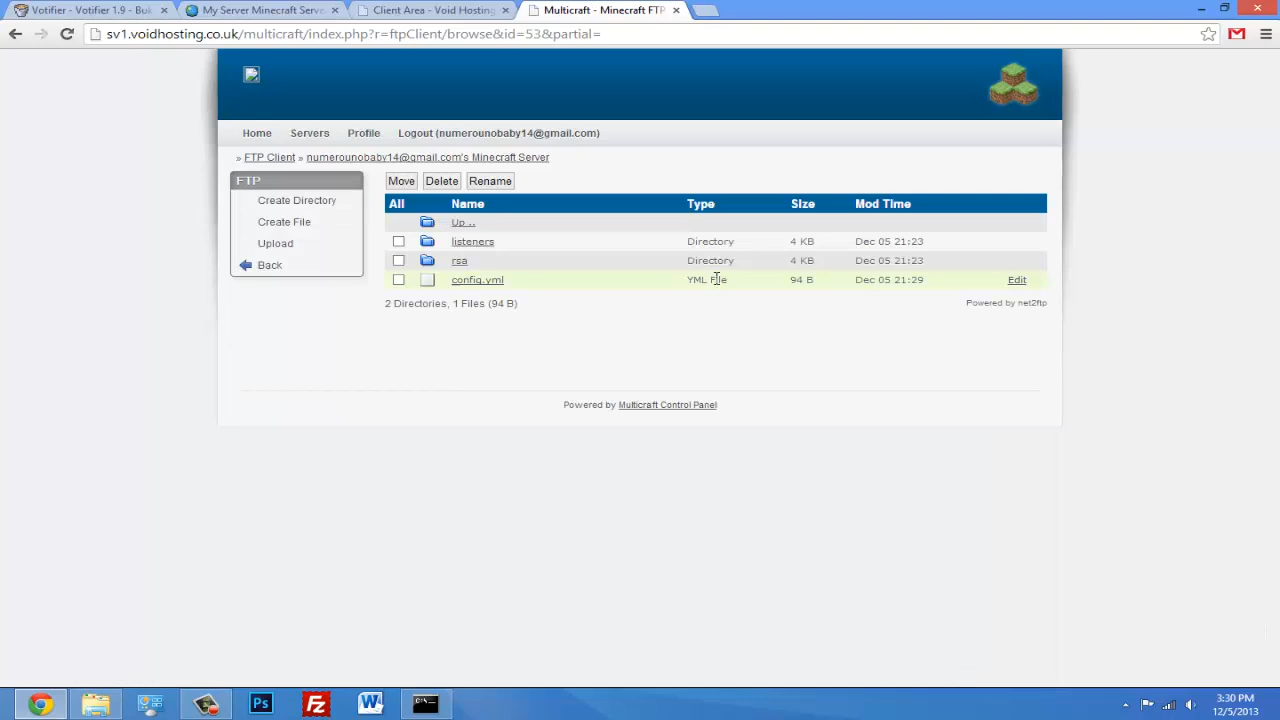 Votifier - Votifier 1.9 - Buk
My Server Minecraft Serve
Client Area - Void Hosting
Multicraft - Minecraft FTP
sv1.voidhosting.co.uk/multicraft/index.php?r=ftpClient/browse&id=53&partial=
Home Servers Profile Logout (numerounobaby14@gmail.com)
» FTP Client » numerounobaby14@gmail.com's Minecraft Server
FTP
Create Directory
Create File
Upload
Back
Move Delete Rename
All Name Type Size Mod Time
Up ..
listeners Directory 4 KB Dec 05 21:23
rsa Directory 4 KB Dec 05 21:23
config.yml YML File 94 B Dec 05 21:29 Edit
2 Directories, 1 Files (94 B) Powered by net2ftp
Powered by Multicraft Control Panel
Ps
Fz
W
C:\.
3:30 PM
12/5/2013